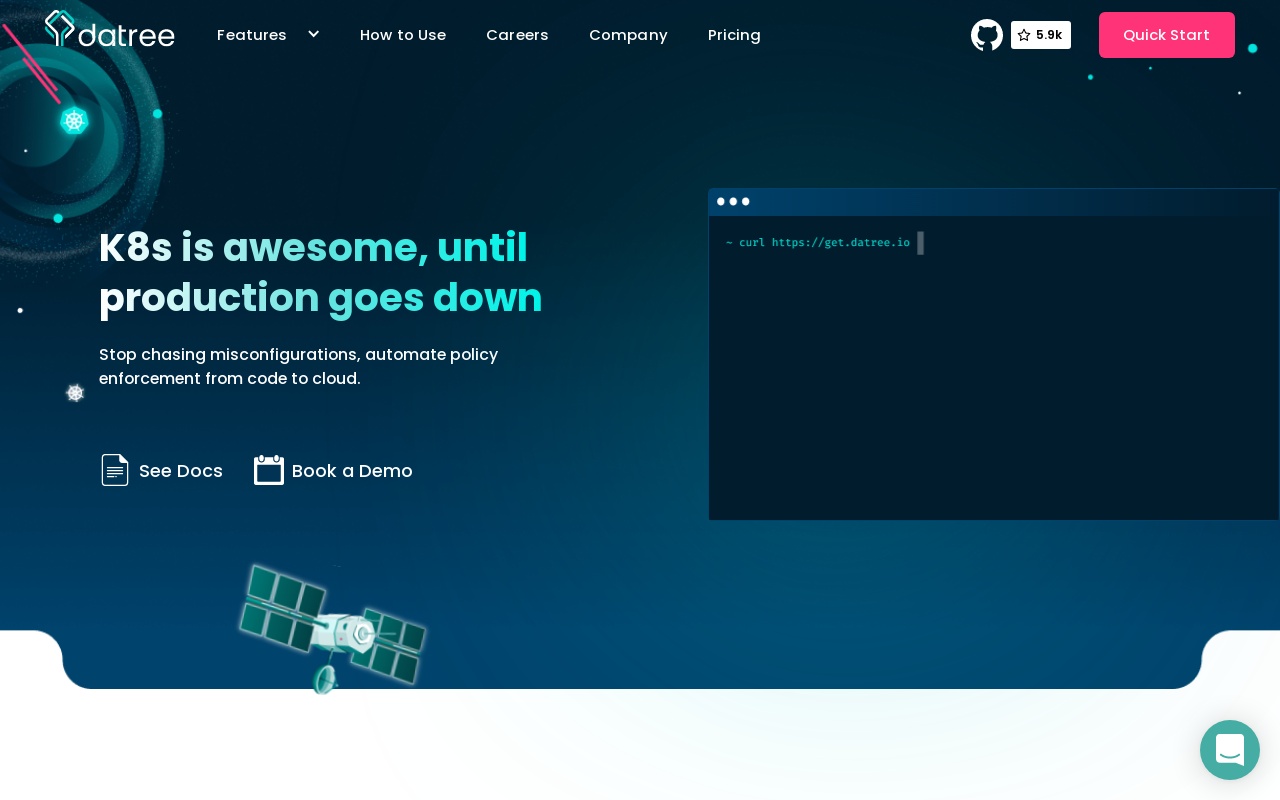 datree
Features
How to Use
Careers
Company
Pricing
5.9k
Quick Start
K8s is awesome, until
production goes down
Stop chasing misconfigurations, automate policy
enforcement from code to cloud.
See Docs
Book a Demo
~ curl https://get.datree.io